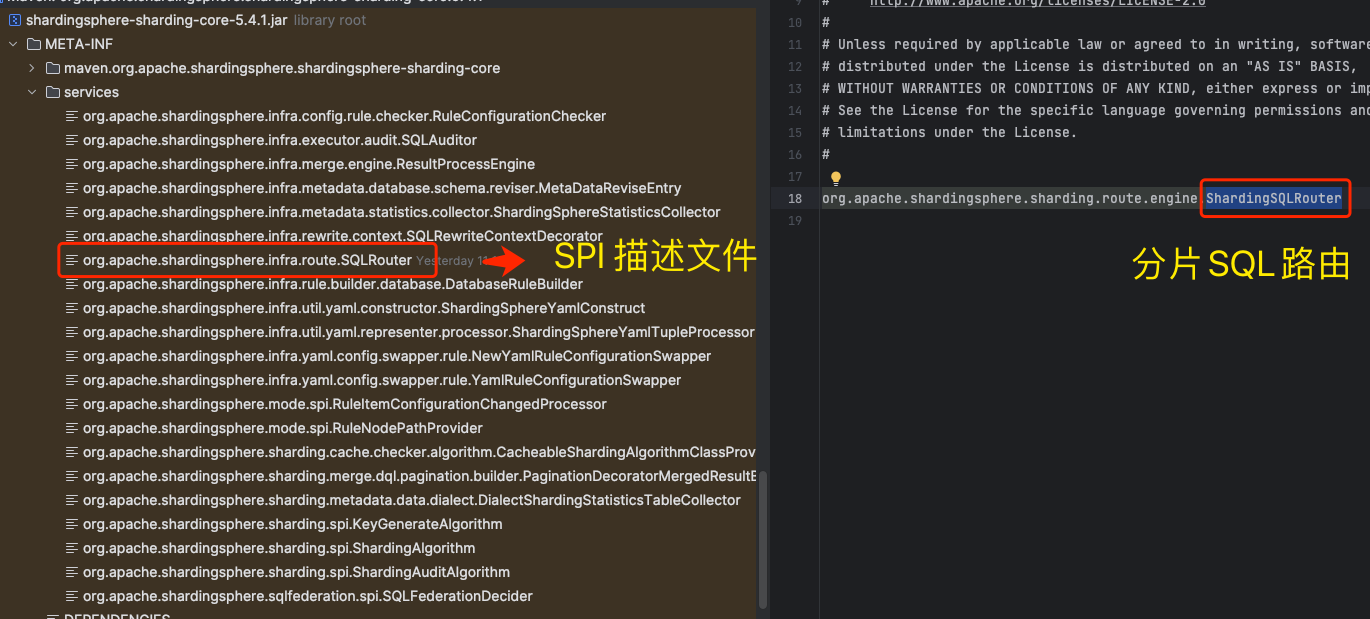 shardingsphere-sharding-core-5.4.1.jar library root
META-INF
maven.org.apache.shardingsphere.shardingsphere-sharding-core
services
org.apache.shardingsphere.infra.config.rule.checker.RuleConfigurationChecker
org.apache.shardingsphere.infra.executor.audit.SQLAuditor
org.apache.shardingsphere.infra.merge.engine.ResultProcessEngine
org.apache.shardingsphere.infra.metadata.database.schema.reviser.MetaDataReviseEntry
org.apache.shardingsphere.infra.metadata.statistics.collector.ShardingSphereStatisticsCollector
org.apache.shardingsphere.infra.rewrite.context.SQLRewriteContextDecorator
org.apache.shardingsphere.infra.route.SQLRouter Yesterday
SPI 描述文件
org.apache.shardingsphere.infra.rule.builder.database.DatabaseRuleBuilder
org.apache.shardingsphere.infra.util.yaml.constructor.ShardingSphereYamlConstruct
org.apache.shardingsphere.infra.util.yaml.representer.processor.ShardingSphereYamlTupleProcessor
org.apache.shardingsphere.infra.yaml.config.swapper.rule.NewYamlRuleConfigurationSwapper
org.apache.shardingsphere.infra.yaml.config.swapper.rule.YamlRuleConfigurationSwapper
org.apache.shardingsphere.mode.spi.RuleItemConfigurationChangedProcessor
org.apache.shardingsphere.mode.spi.RuleNodePathProvider
org.apache.shardingsphere.sharding.cache.checker.algorithm.CacheableShardingAlgorithmClassProv
org.apache.shardingsphere.sharding.merge.dql.pagination.builder.PaginationDecoratorMergedResultB
org.apache.shardingsphere.sharding.metadata.data.dialect.DialectShardingStatisticsTableCollector
org.apache.shardingsphere.sharding.spi.KeyGenerateAlgorithm
org.apache.shardingsphere.sharding.spi.ShardingAlgorithm
org.apache.shardingsphere.sharding.spi.ShardingAuditAlgorithm
org.apache.shardingsphere.sqlfederation.spi.SQLFederationDecider
DEPENDENCIES
9 # http://www.apache.org/licenses/LICENSE-2.0
10 #
11 # Unless required by applicable law or agreed to in writing, software
12 # distributed under the License is distributed on an "AS IS" BASIS,
13 # WITHOUT WARRANTIES OR CONDITIONS OF ANY KIND, either express or imp
14 # See the License for the specific language governing permissions and
15 # limitations under the License.
16 #
17
18 org.apache.shardingsphere.sharding.route.engine.ShardingSQLRouter
19
分片 SQL 路由